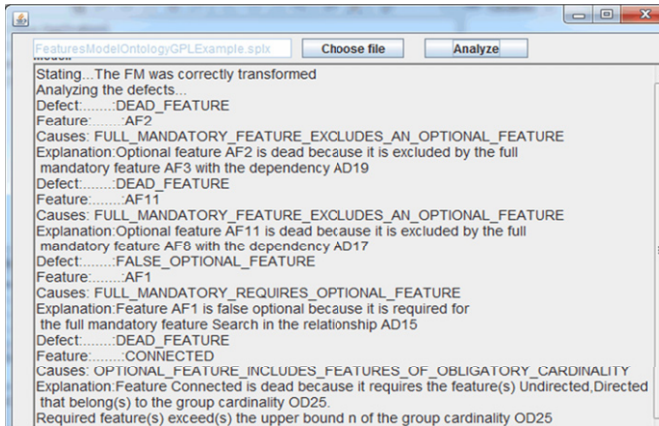 FeaturesModelOntologyGPLExample.splx Choose file Analyze
Stating...The FM was correctly transformed
Analyzing the defects...
Defect:.......:DEAD_FEATURE
Feature:.......:AF2
Causes: FULL_MANDATORY_FEATURE_EXCLUDES_AN_OPTIONAL_FEATURE
Explanation:Optional feature AF2 is dead because it is excluded by the full
mandatory feature AF3 with the dependency AD19
Defect:.......:DEAD_FEATURE
Feature:.......:AF11
Causes: FULL_MANDATORY_FEATURE_EXCLUDES_AN_OPTIONAL_FEATURE
Explanation:Optional feature AF11 is dead because it is excluded by the full
mandatory feature AF8 with the dependency AD17
Defect:.......:FALSE_OPTIONAL_FEATURE
Feature:.......:AF1
Causes: FULL_MANDATORY_REQUIRES_OPTIONAL_FEATURE
Explanation:Feature AF1 is false optional because it is required for
the full mandatory feature Search in the relationship AD15
Defect:.......:DEAD_FEATURE
Feature:.......:CONNECTED
Causes: OPTIONAL_FEATURE_INCLUDES_FEATURES_OF_OBLIGATORY_CARDINALITY
Explanation:Feature Connected is dead because it requires the feature(s) Undirected,Directed
that belong(s) to the group cardinality OD25.
Required feature(s) exceed(s) the upper bound n of the group cardinality OD25